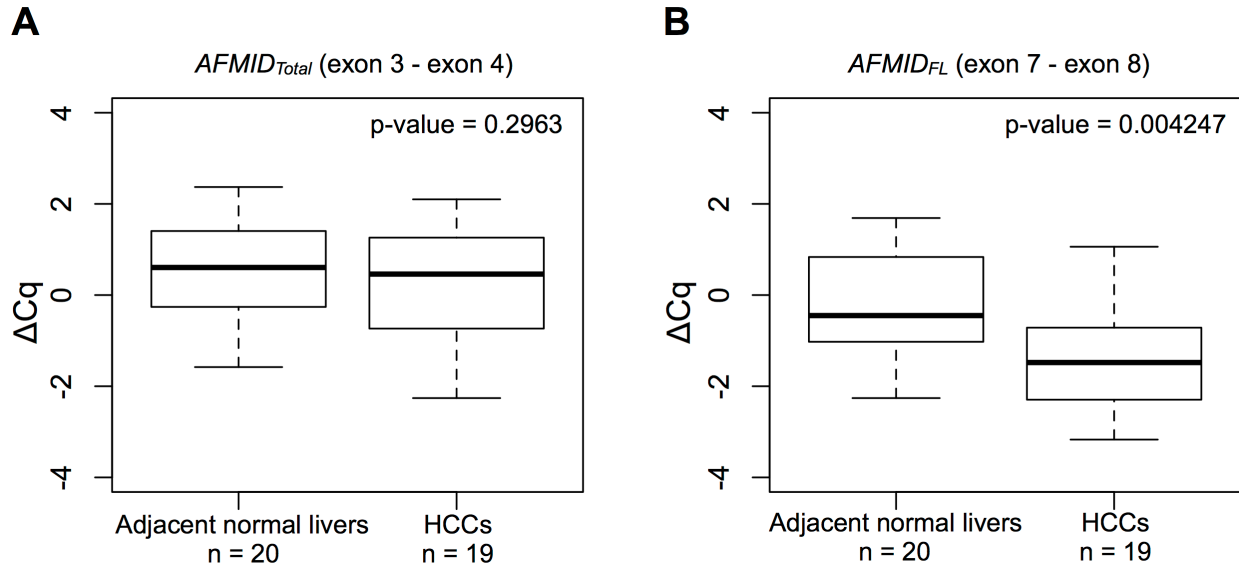 A
AFMIDTotal (exon 3 - exon 4)
p-value = 0.2963
4
2
0
-2
-4
ΔCq
Adjacent normal livers
n = 20
HCCs
n = 19
B
AFMIDFL (exon 7 - exon 8)
p-value = 0.004247
4
2
0
-2
-4
ΔCq
Adjacent normal livers
n = 20
HCCs
n = 19